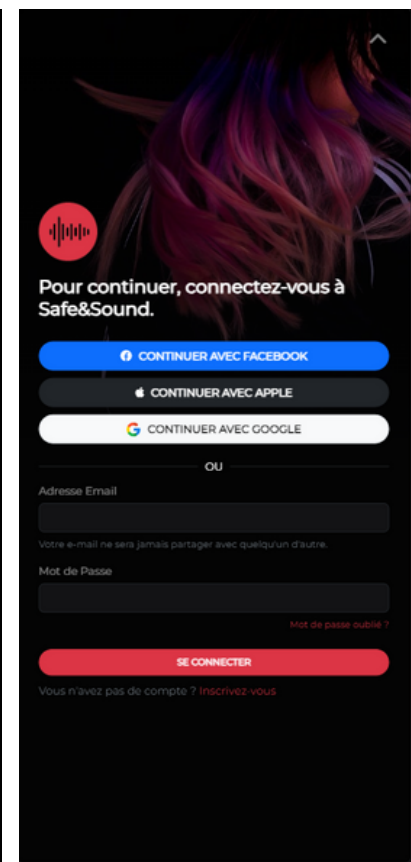 Pour continuer, connectez-vous à
Safe&Sound.
CONTINUER AVEC FACEBOOK
CONTINUER AVEC APPLE
CONTINUER AVEC GOOGLE
OU
Adresse Email
Votre e-mail ne sera jamais partager avec quelqu'un d'autre.
Mot de Passe
Mot de passe oublié ?
SE CONNECTER
Vous n'avez pas de compte ? Inscrivez-vous